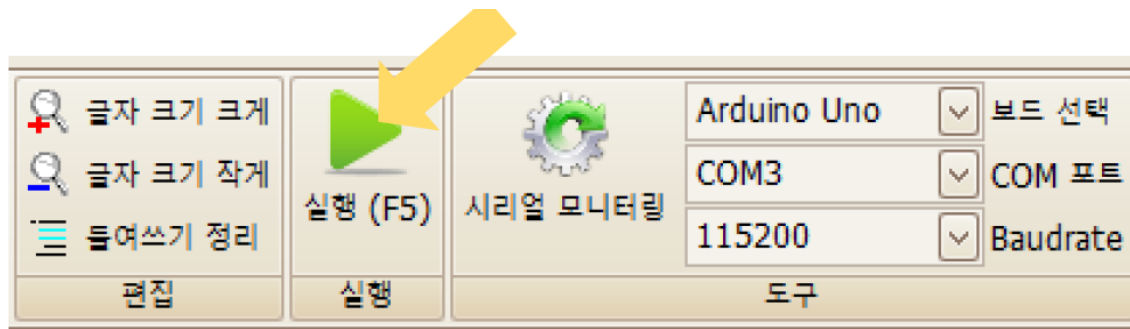 글자 크기 크게
글자 크기 작게
들여쓰기 정리
편집
실행 (F5)
실행
시리얼 모니터링
Arduino Uno 보드 선택
COM3 COM 포트
115200 Baudrate
도구